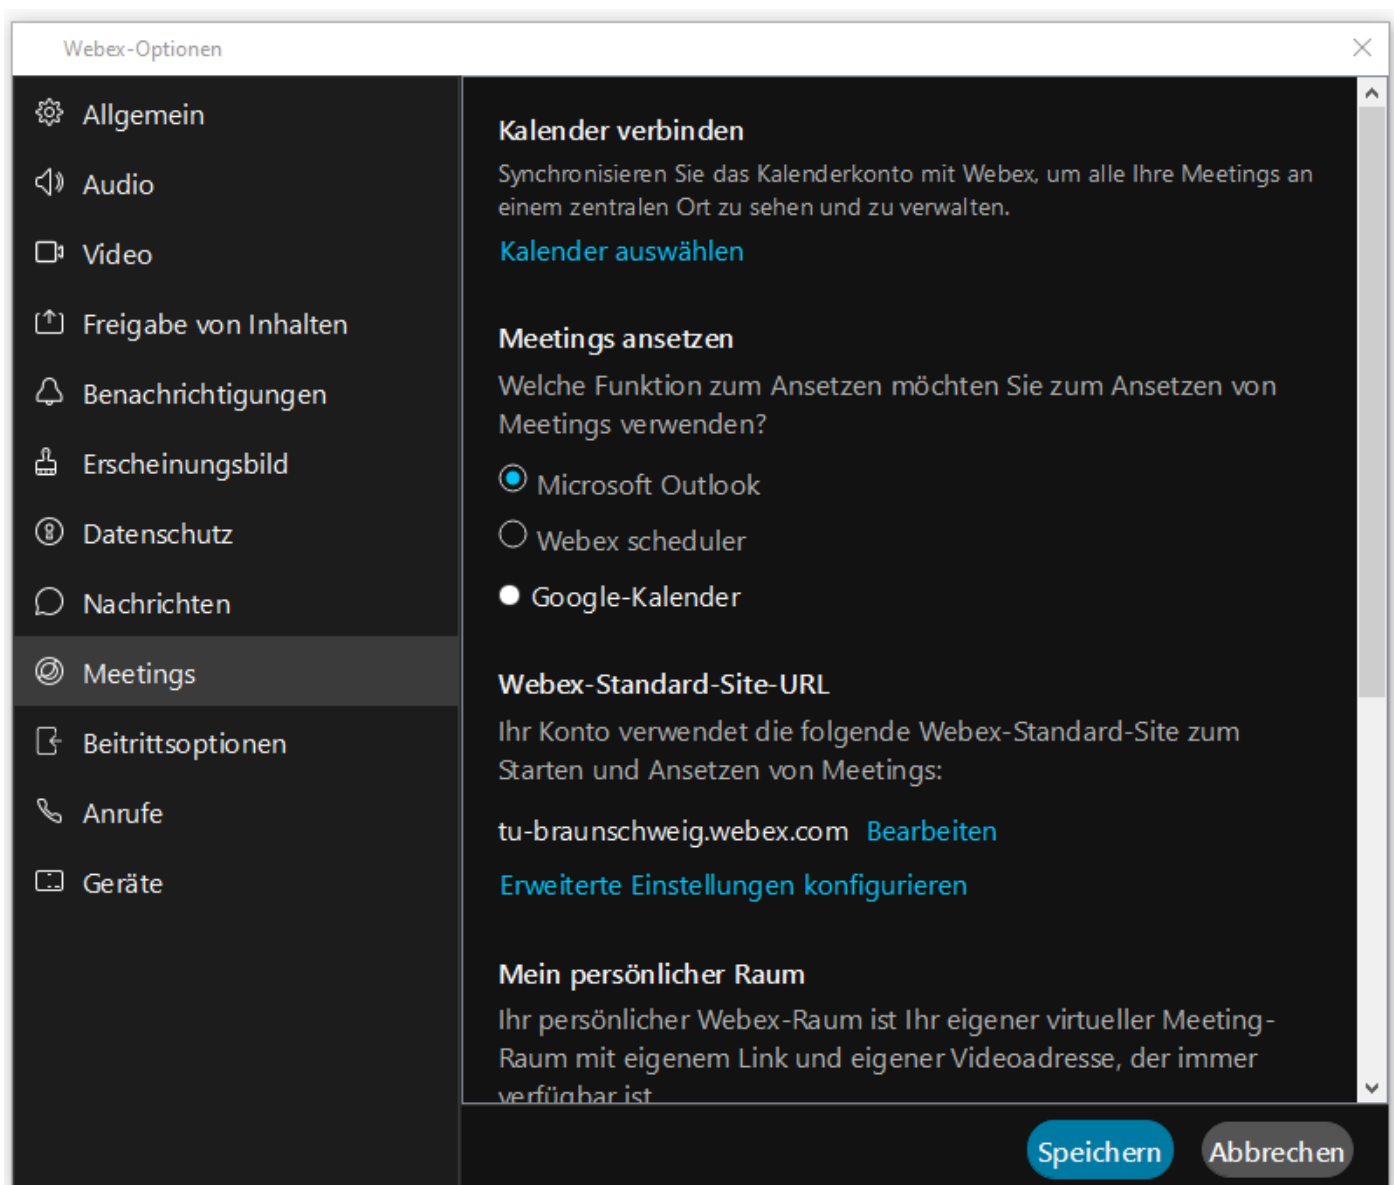 Webex-Optionen
Allgemein
Audio
Video
Freigabe von Inhalten
Benachrichtigungen
Erscheinungsbild
Datenschutz
Nachrichten
Meetings
Beitrittsoptionen
Anrufe
Geräte
Kalender verbinden
Synchronisieren Sie das Kalenderkonto mit Webex, um alle Ihre Meetings an
einem zentralen Ort zu sehen und zu verwalten.
Kalender auswählen
Meetings ansetzen
Welche Funktion zum Ansetzen möchten Sie zum Ansetzen von
Meetings verwenden?
Microsoft Outlook
Webex scheduler
Google-Kalender
Webex-Standard-Site-URL
Ihr Konto verwendet die folgende Webex-Standard-Site zum
Starten und Ansetzen von Meetings:
tu-braunschweig.webex.com Bearbeiten
Erweiterte Einstellungen konfigurieren
Mein persönlicher Raum
Ihr persönlicher Webex-Raum ist Ihr eigener virtueller Meeting-
Raum mit eigenem Link und eigener Videoadresse, der immer
verfügbar ist
Speichern
Abbrechen